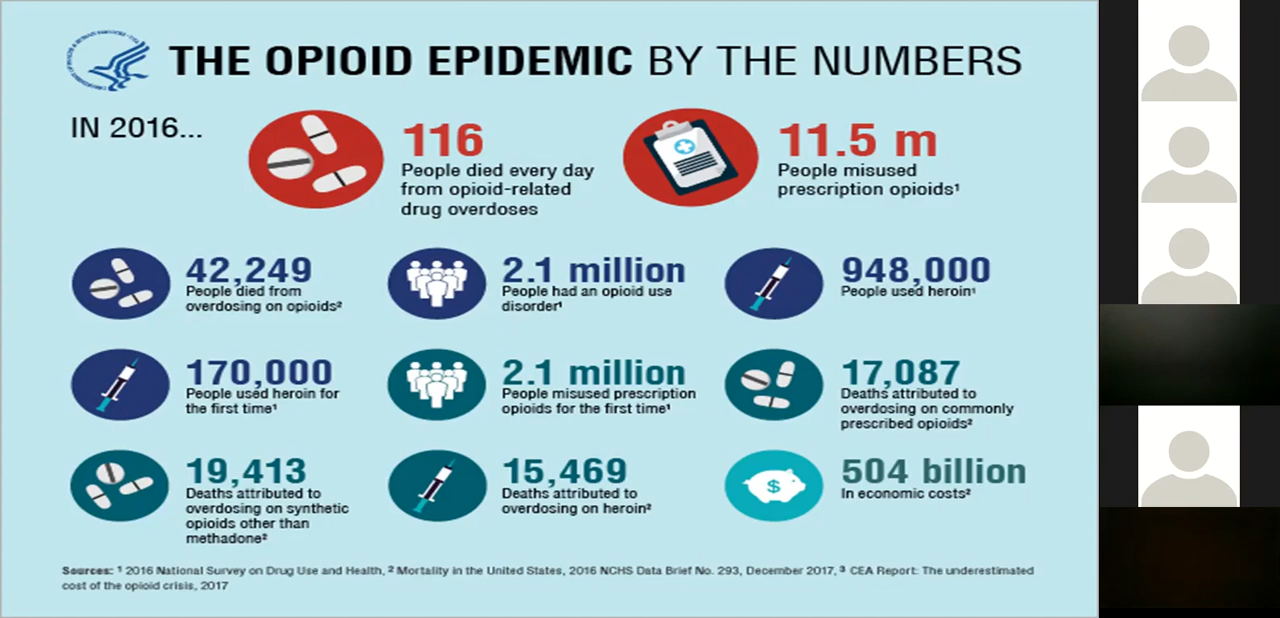 THE OPIOID EPIDEMIC BY THE NUMBERS
IN 2016...
116
People died every day
from opioid-related
drug overdoses
11.5 m
People misused
prescription opioids¹
42,249
People died from
overdosing on opioids²
2.1 million
People had an opioid use
disorder¹
948,000
People used heroin¹
170,000
People used heroin for
the first time¹
2.1 million
People misused prescription
opioids for the first time¹
17,087
Deaths attributed to
overdosing on commonly
prescribed opioids²
19,413
Deaths attributed to
overdosing on synthetic
opioids other than
methadone²
15,469
Deaths attributed to
overdosing on heroin²
504 billion
In economic costs²
$
Sources: ¹ 2016 National Survey on Drug Use and Health, ² Mortality in the United States, 2016 NCHS Data Brief No. 293, December 2017, ³ CEA Report: The underestimated
cost of the opioid crisis, 2017